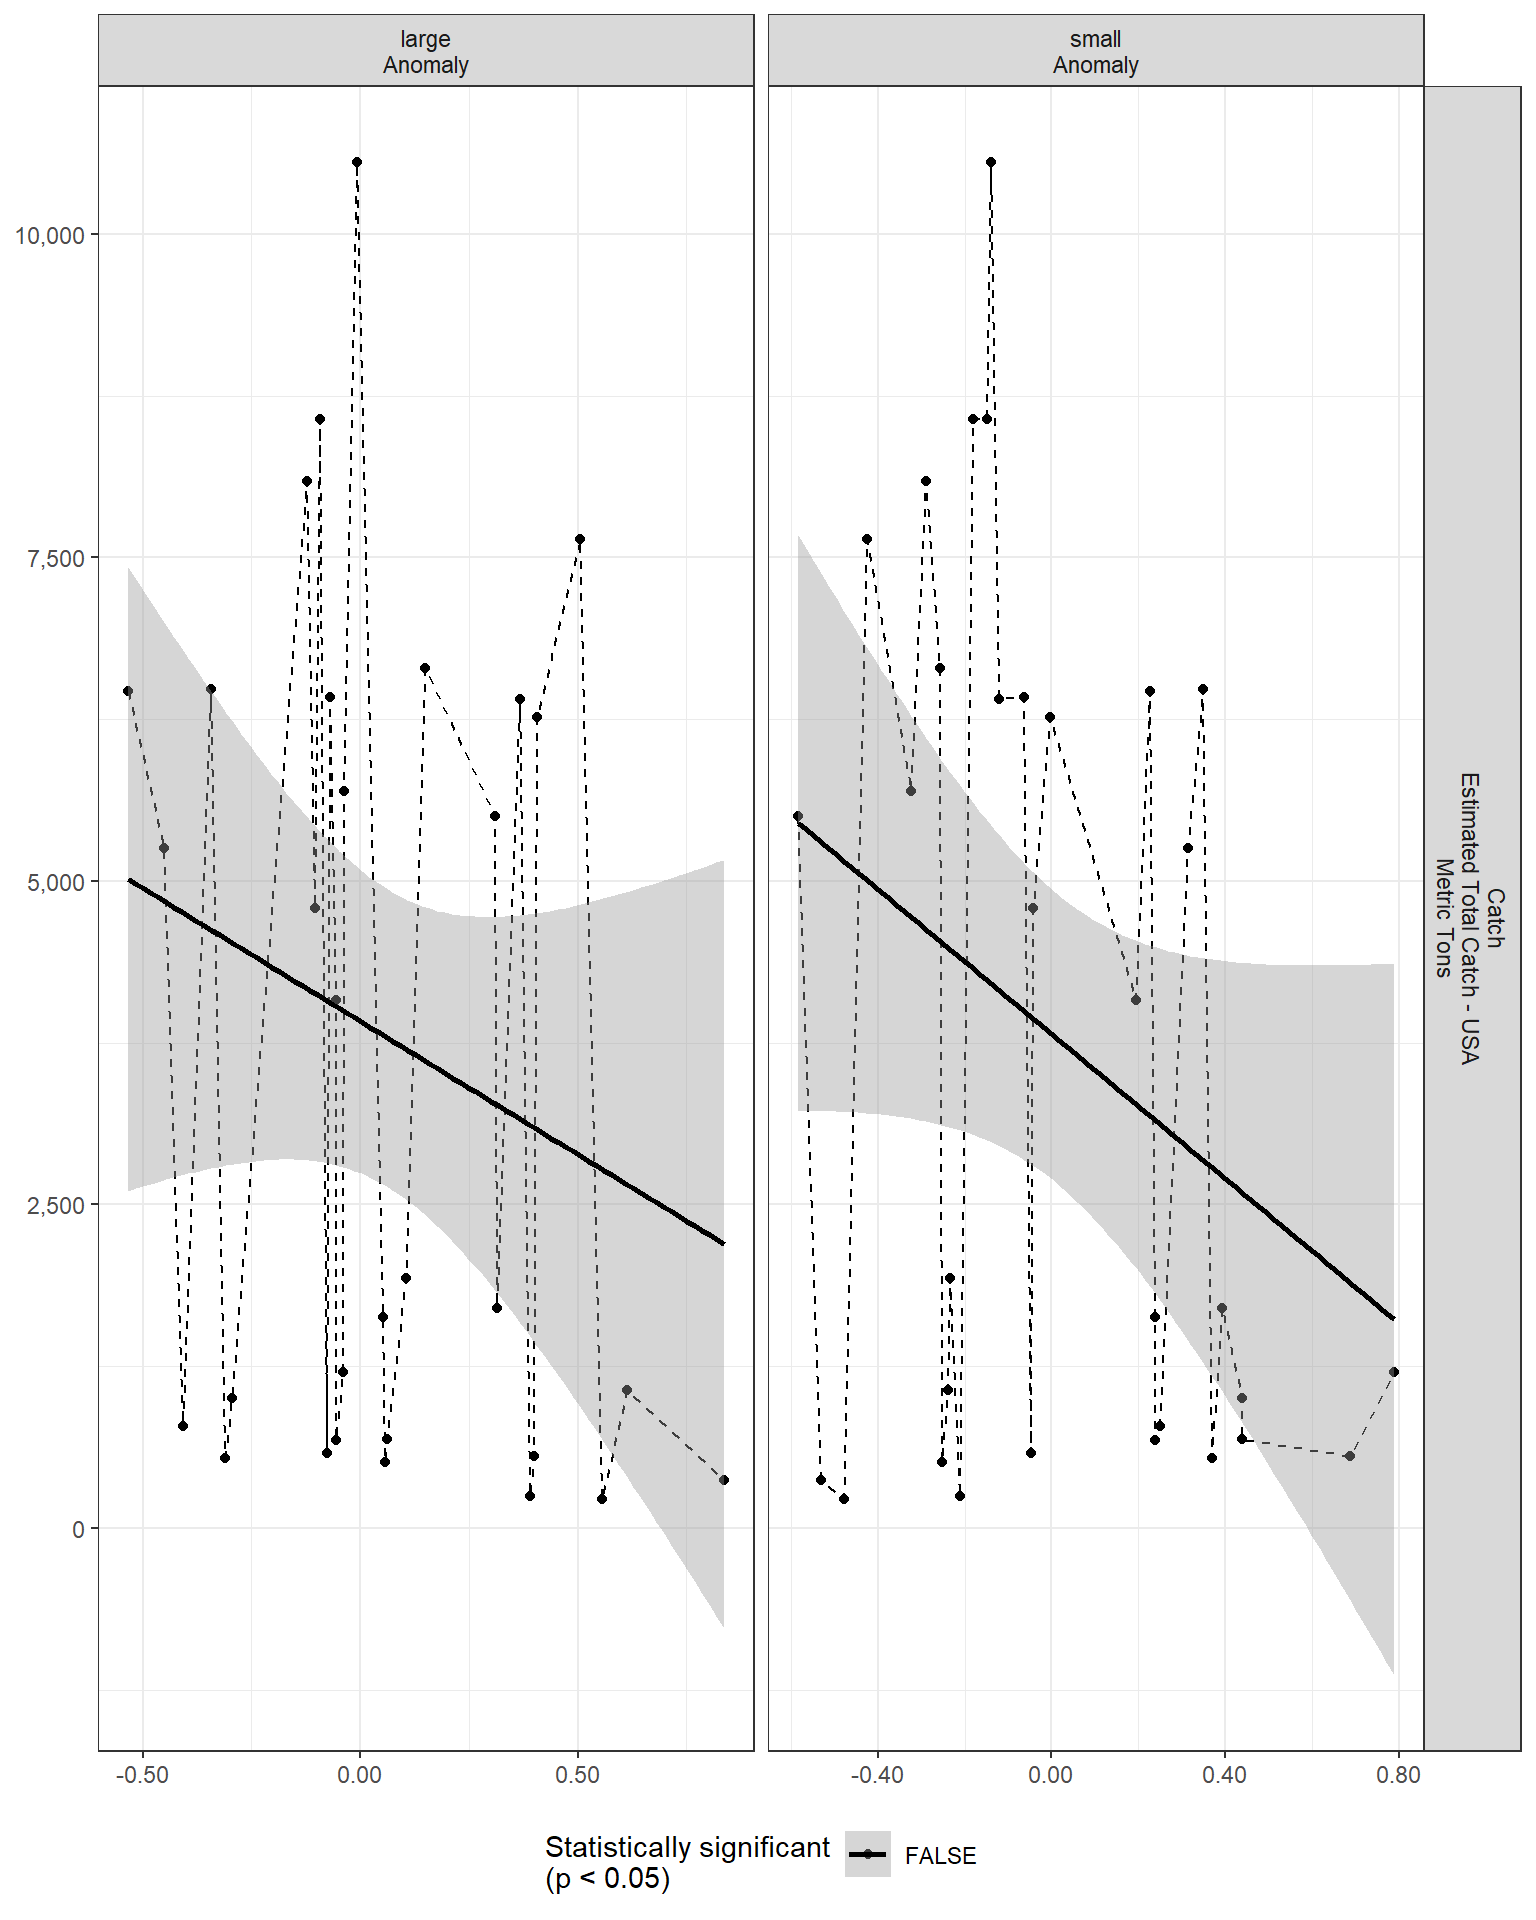 large
Anomaly
small
Anomaly
10,000
7,500
5,000
2,500
0
Catch
Estimated Total Catch - USA
Metric Tons
-0.50
0.00
0.50
-0.40
0.00
0.40
0.80
Statistically significant
(p < 0.05)
FALSE